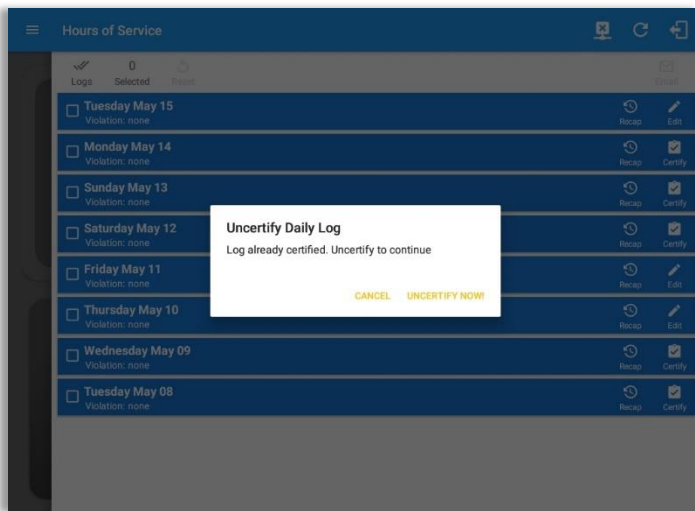 Hours of Service
Logs
0
Selected
Reset
Email
Tuesday May 15
Violation: none
Recap
Edit
Monday May 14
Violation: none
Recap
Certify
Sunday May 13
Violation: none
Recap
Certify
Saturday May 12
Violation: none
Recap
Certify
Friday May 11
Violation: none
Recap
Edit
Thursday May 10
Violation: none
Recap
Edit
Wednesday May 09
Violation: none
Recap
Certify
Tuesday May 08
Violation: none
Recap
Certify
Uncertify Daily Log
Log already certified. Uncertify to continue
CANCEL UNCERTIFY NOW!